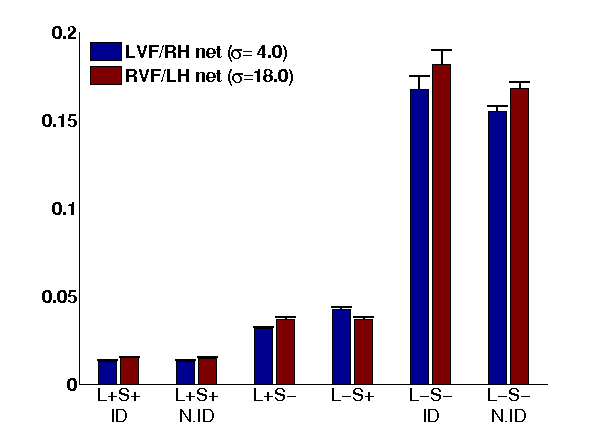 0.2
LVF/RH net (σ= 4.0)
RVF/LH net (σ=18.0)
0.15
0.1
0.05
0
L+S+ L+S+ L+S− L−S+ L−S− L−S−
ID N.ID ID N.ID